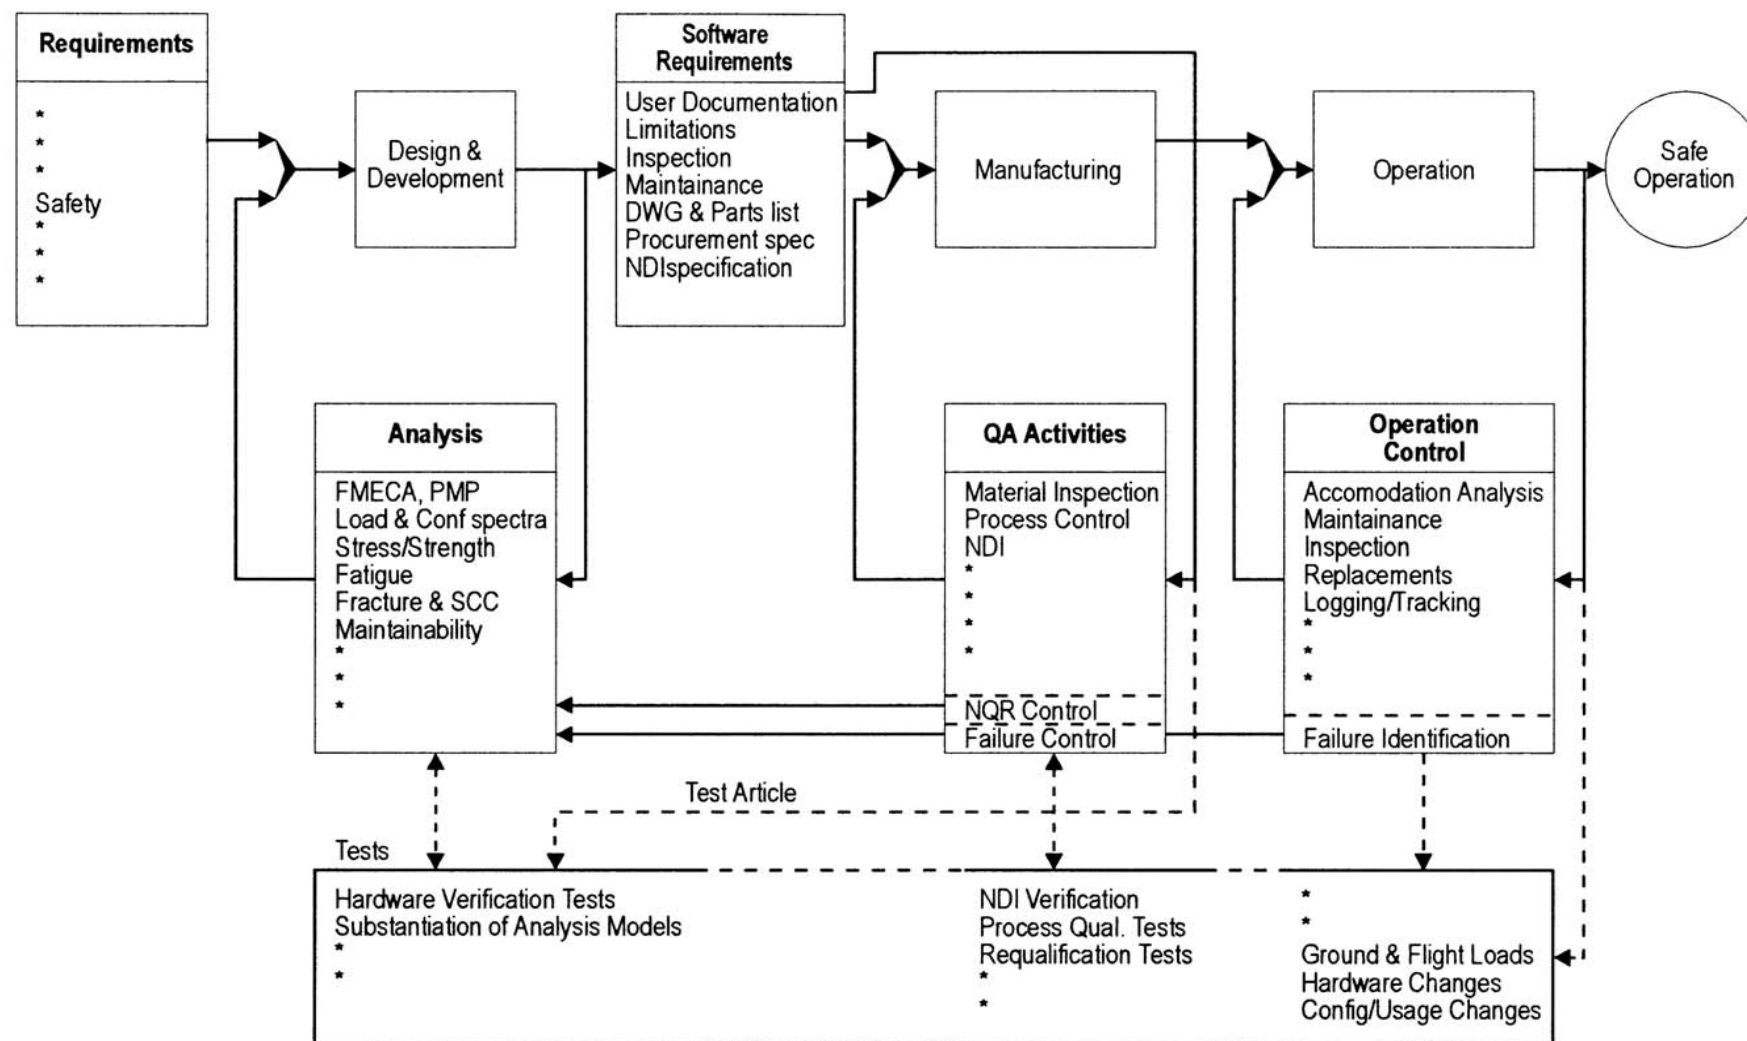 Requirements
*
*
*
Safety
*
*
*
Design &
Development
Software
Requirements
User Documentation
Limitations
Inspection
Maintainance
DWG & Parts list
Procurement spec
NDIspecification
Manufacturing
Operation
Safe
Operation
Analysis
FMECA, PMP
Load & Conf spectra
Stress/Strength
Fatigue
Fracture & SCC
Maintainability
*
*
*
QA Activities
Material Inspection
Process Control
NDI
*
*
*
*
NQR Control
Failure Control
Operation
Control
Accomodation Analysis
Maintainance
Inspection
Replacements
Logging/Tracking
*
*
*
Failure Identification
Test Article
Tests
Hardware Verification Tests
Substantiation of Analysis Models
*
*
NDI Verification
Process Qual. Tests
Requalification Tests
*
*
*
*
Ground & Flight Loads
Hardware Changes
Config/Usage Changes